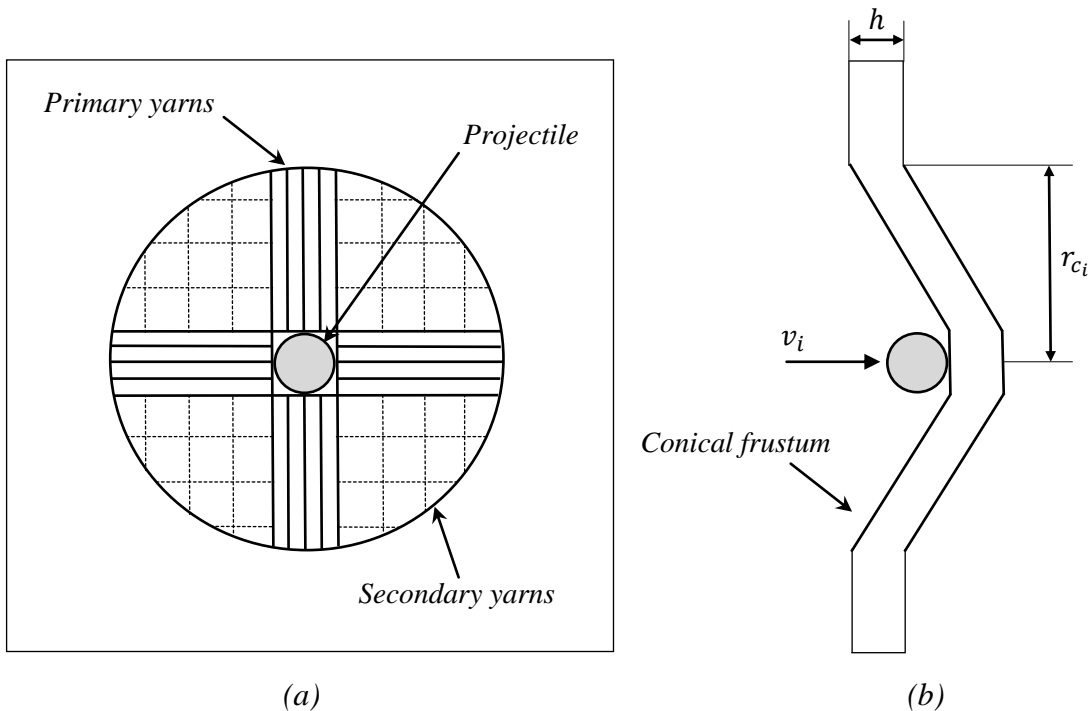 Primary yarns
Projectile
Secondary yarns
(a)
h
r_{c_i}
v_i
Conical frustum
(b)